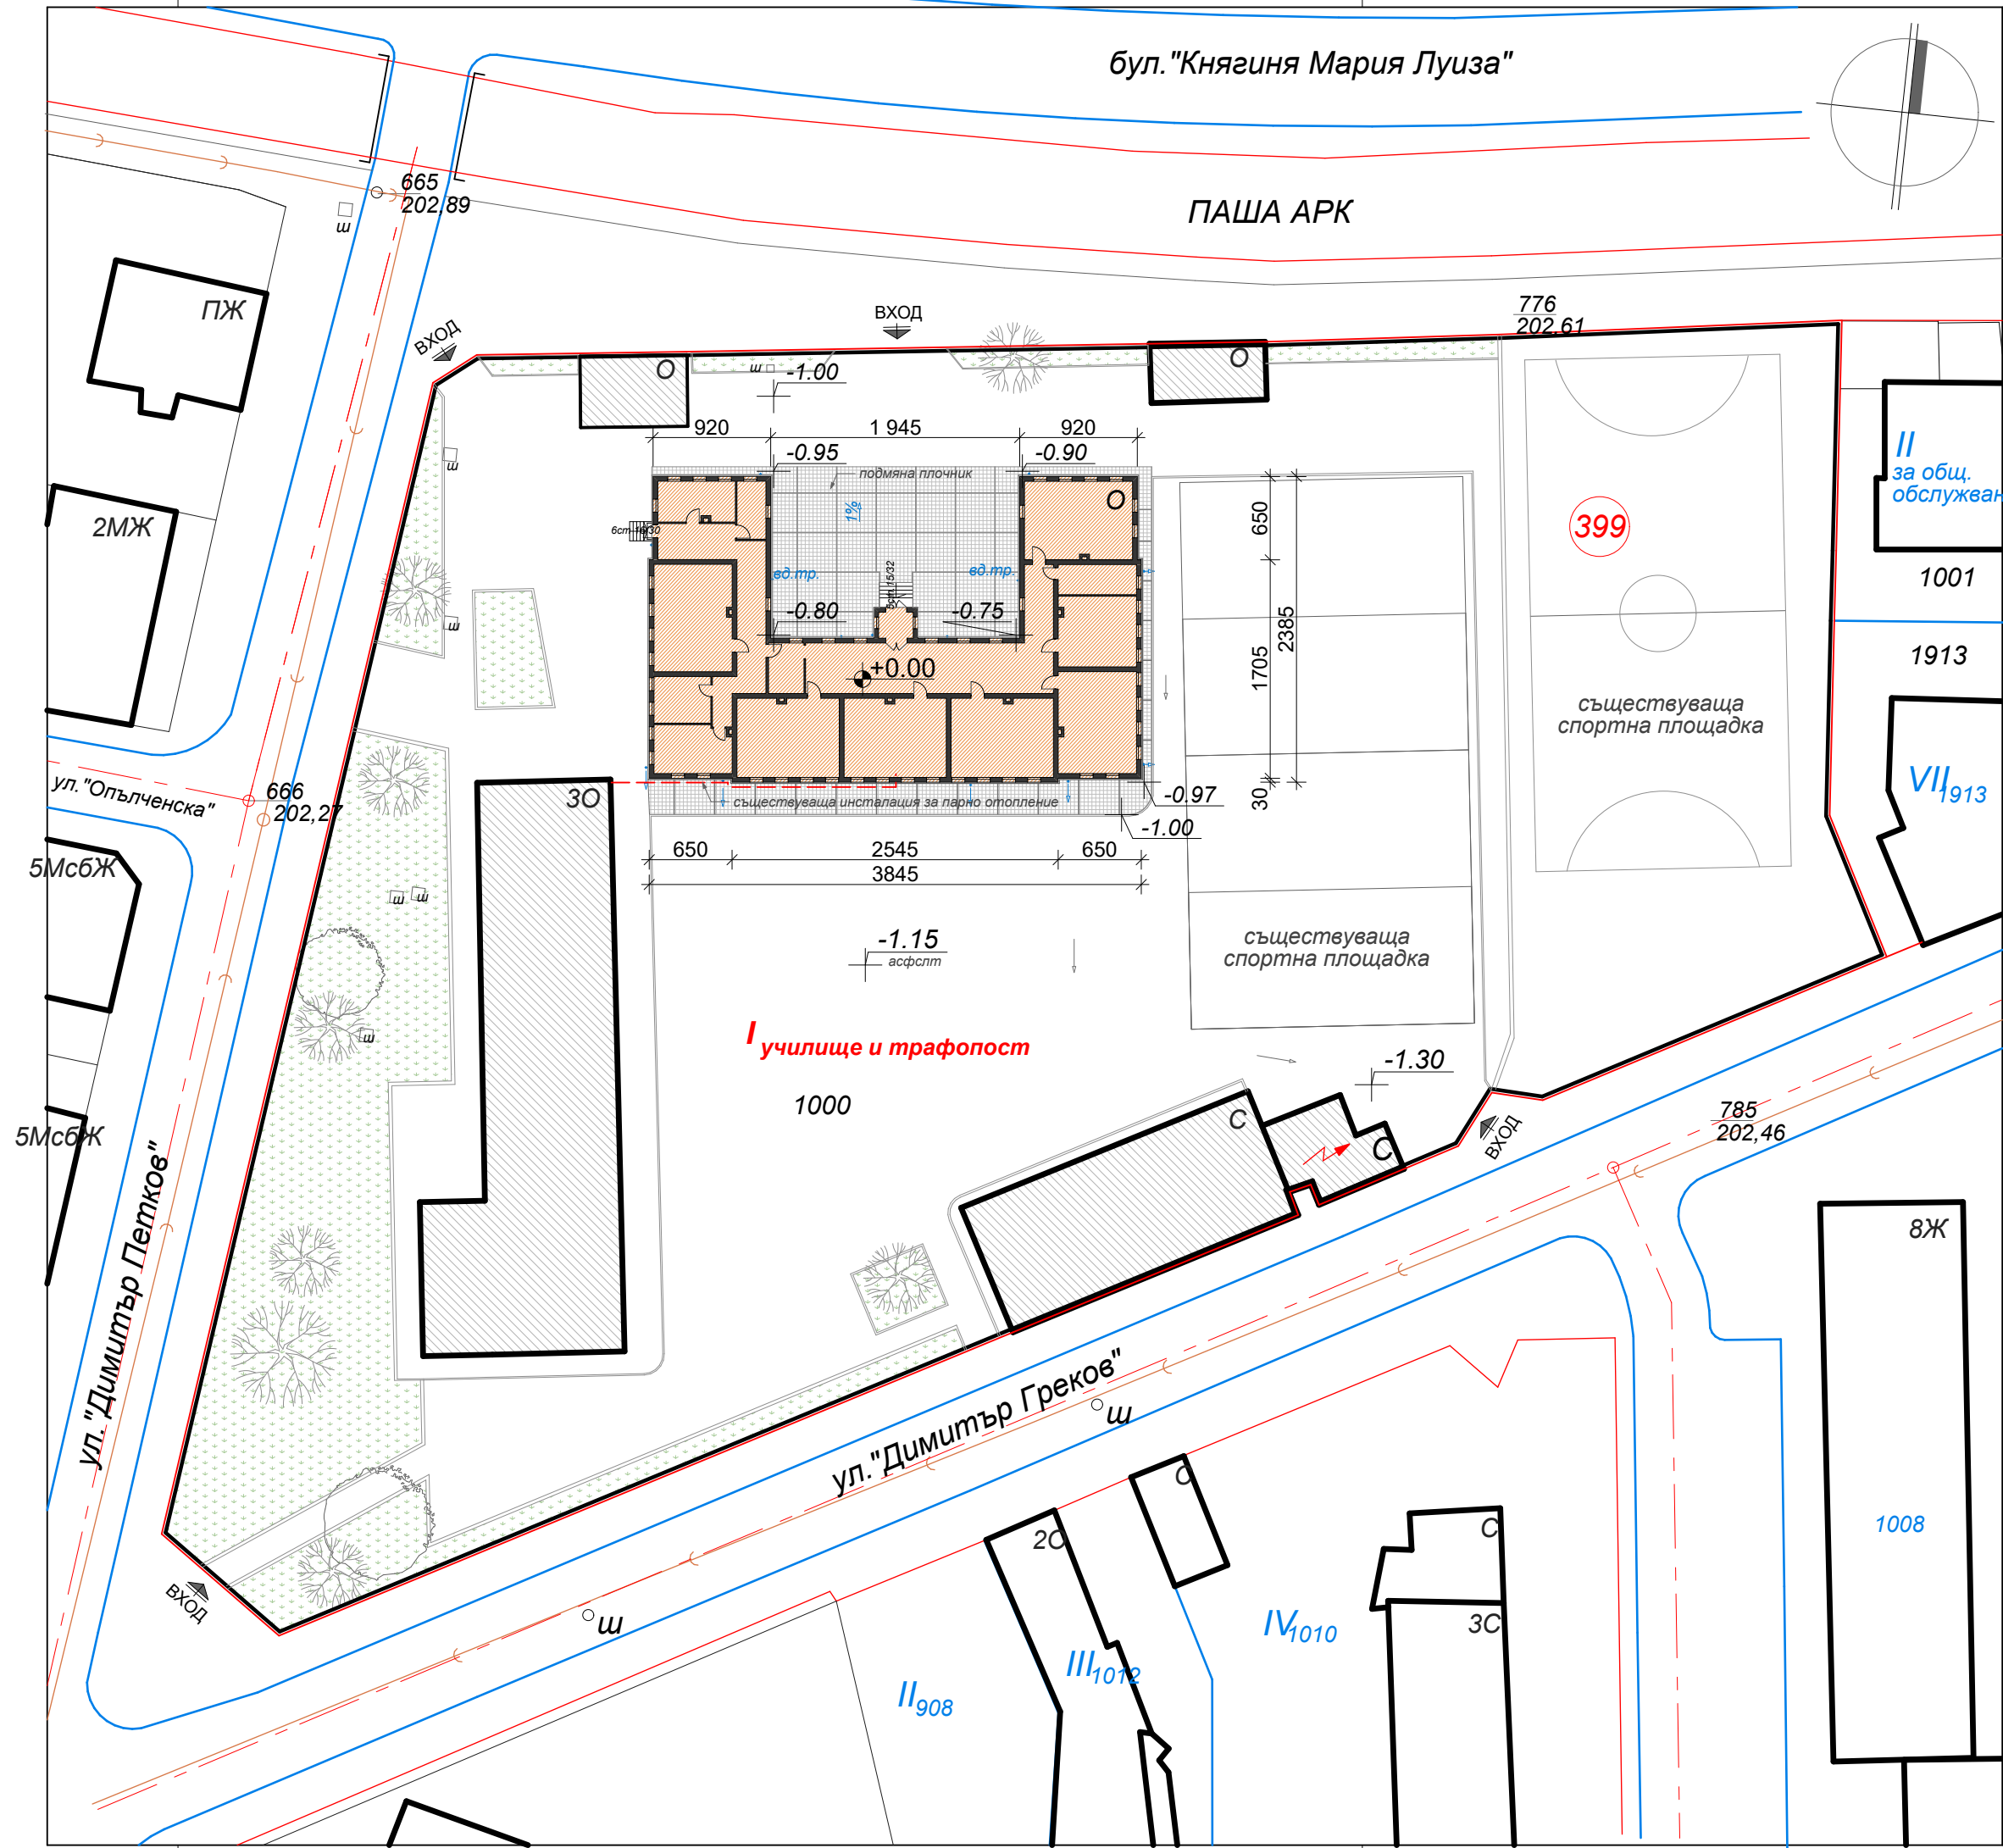 бул."Княгиня Мария Луиза"
665
202,89
ш
ПАША АРК
ПЖ
ВХОД
ВХОД
776
202,61
О
ш
-1.00
О
920
1 945
920
-0.95
-0.90
подмяна плочник
1%
О
II
за общ.
399
ш
2МЖ
650
вд.тр.
вд.тр.
1001
-0.80
-0.75
ш
2385
1913
1705
+0.00
съществуваща
спортна площадка
ул."Опълченска"
666
202,27
3О
съществуваща инсталация за парно отопление
-0.97
30
VII1913
-1.00
5МсбЖ
650
2545
650
3845
ш
ш
-1.15
асфслт
съществуваща
спортна площадка
ш
I училище и трафопост
-1.30
1000
С
785
202,46
5МсбЖ
С
ВХОД
8Ж
ул."Димитър Петков"
ул."Димитър Греков"
ш
С
2О
С
1008
ВХОД
ш
3С
IV1010
III1012
II908